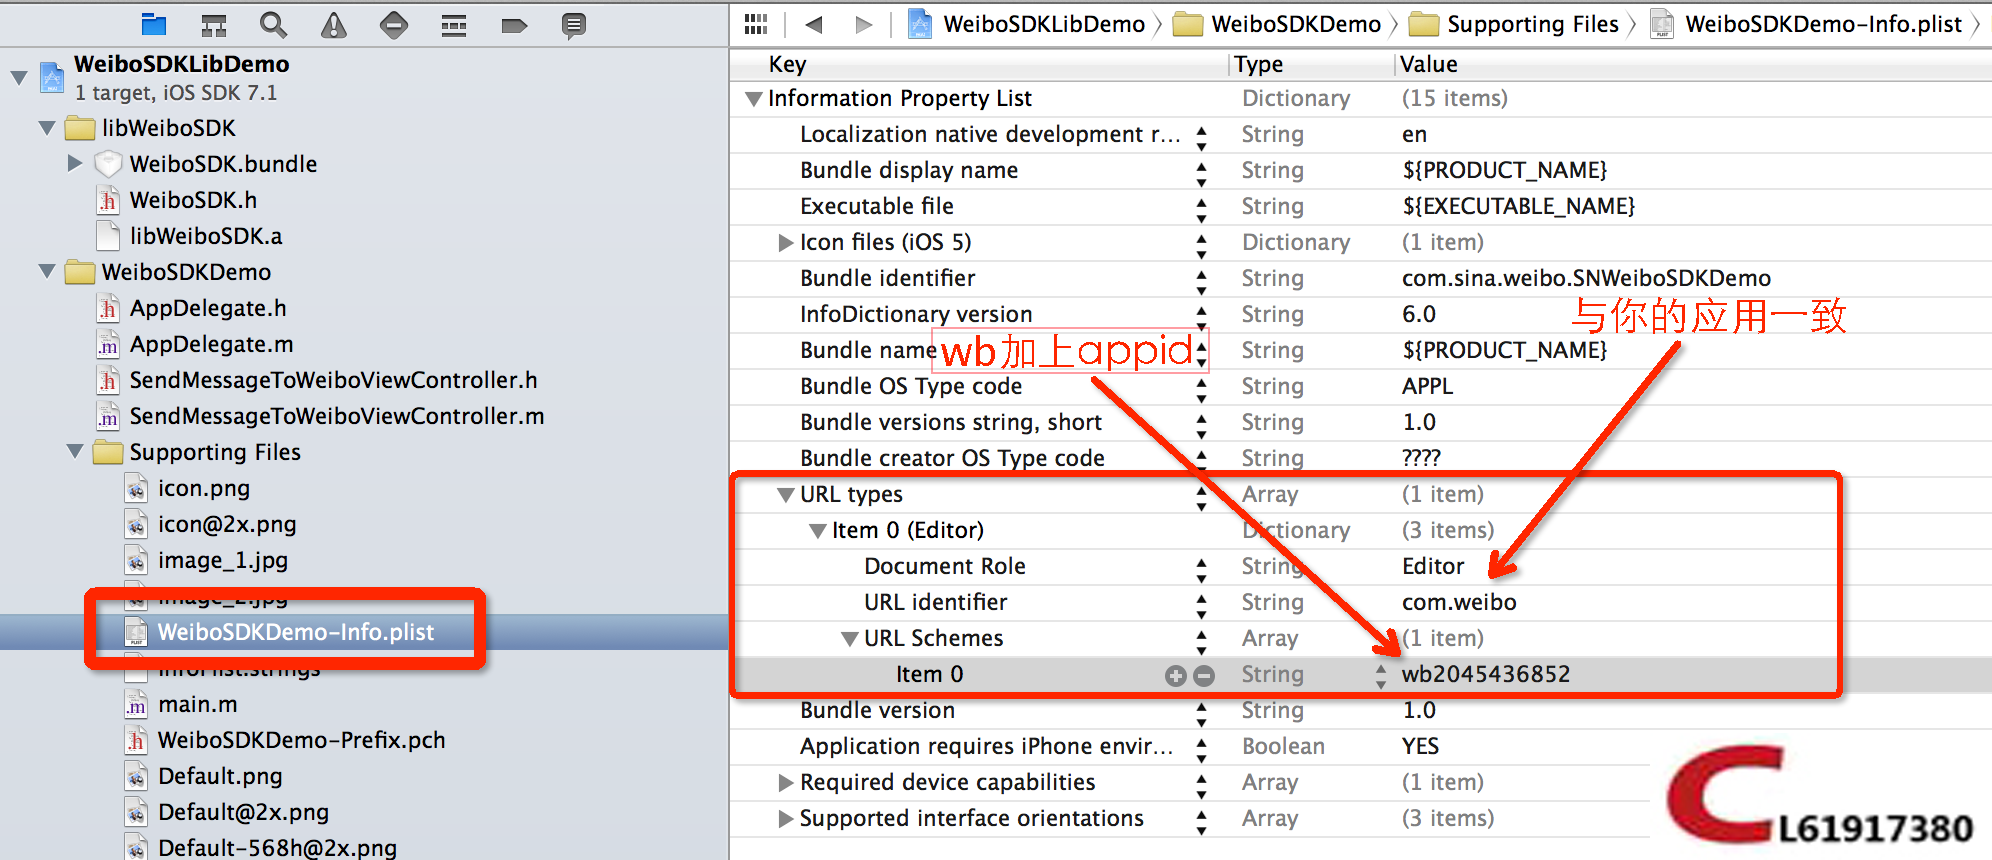 WeiboSDKLibDemo
1 target, iOS SDK 7.1
libWeiboSDK
WeiboSDK.bundle
WeiboSDK.h
libWeiboSDK.a
WeiboSDKDemo
AppDelegate.h
AppDelegate.m
SendMessageToWeiboViewController.h
SendMessageToWeiboViewController.m
Supporting Files
icon.png
icon@2x.png
image_1.jpg
image_2.jpg
WeiboSDKDemo-Info.plist
InfoPlist.strings
main.m
WeiboSDKDemo-Prefix.pch
Default.png
Default@2x.png
Default-568h@2x.png
WeiboSDKLibDemo WeiboSDKDemo Supporting Files WeiboSDKDemo-Info.plist
Key Type Value
Information Property List Dictionary (15 items)
Localization native development r... String en
Bundle display name String ${PRODUCT_NAME}
Executable file String ${EXECUTABLE_NAME}
Icon files (iOS 5) Dictionary (1 item)
Bundle identifier String com.sina.weibo.SNWeiboSDKDemo
InfoDictionary version String 6.0
与你的应用一致
Bundle name String ${PRODUCT_NAME}
wb加上appid
Bundle OS Type code String APPL
Bundle versions string, short String 1.0
Bundle creator OS Type code String ????
URL types Array (1 item)
Item 0 (Editor) Dictionary (3 items)
Document Role String Editor
URL identifier String com.weibo
URL Schemes Array (1 item)
Item 0 String wb2045436852
Bundle version String 1.0
Application requires iPhone envir... Boolean YES
Required device capabilities Array (1 item)
Supported interface orientations Array (3 items)
CL61917380